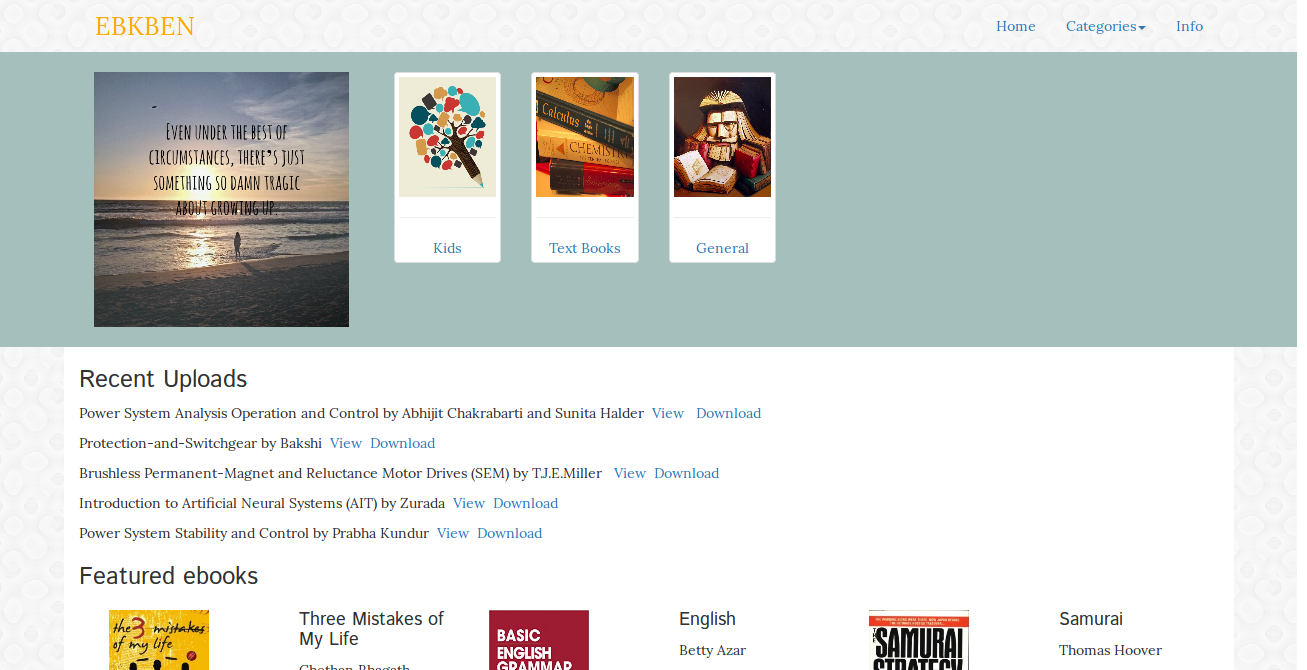 EBKBEN
Home Categories Info
EVEN UNDER THE BEST OF
CIRCUMSTANCES, THERE'S JUST
SOMETHING SO DAMN TRAGIC
ABOUT GROWING UP.
Calculus
CHEMISTRY
Kids
Text Books
General
Recent Uploads
Power System Analysis Operation and Control by Abhijit Chakrabarti and Sunita Halder View Download
Protection-and-Switchgear by Bakshi View Download
Brushless Permanent-Magnet and Reluctance Motor Drives (SEM) by T.J.E.Miller View Download
Introduction to Artificial Neural Systems (AIT) by Zurada View Download
Power System Stability and Control by Prabha Kundur View Download
Featured ebooks
the 3 mistakes
of my life
Three Mistakes of
My Life
Chethan Bhagath
BASIC
ENGLISH
GRAMMAR
English
Betty Azar
THE
SAMURAI
STRATEGY
Samurai
Thomas Hoover